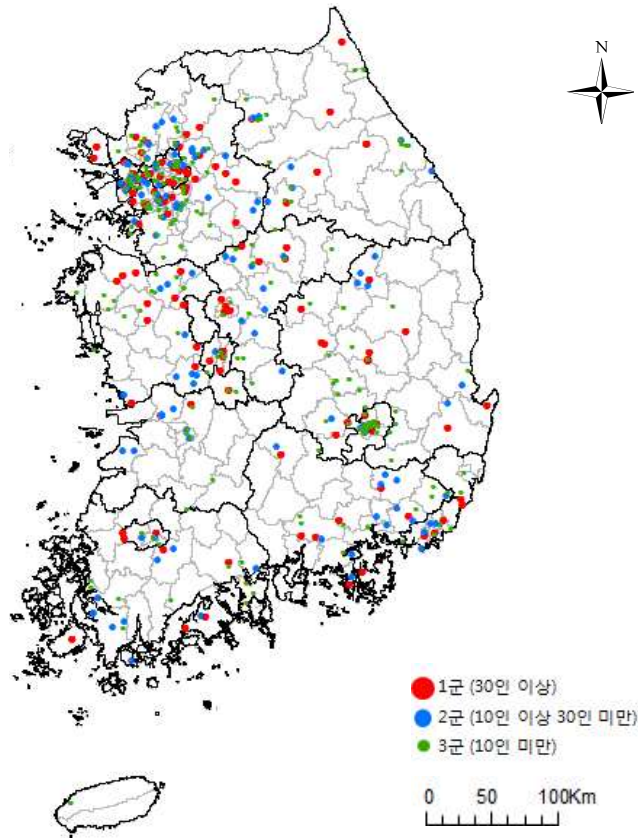 N
1군 (30인 이상)
2군 (10인 이상 30인 미만)
3군 (10인 미만)
0 50 100Km